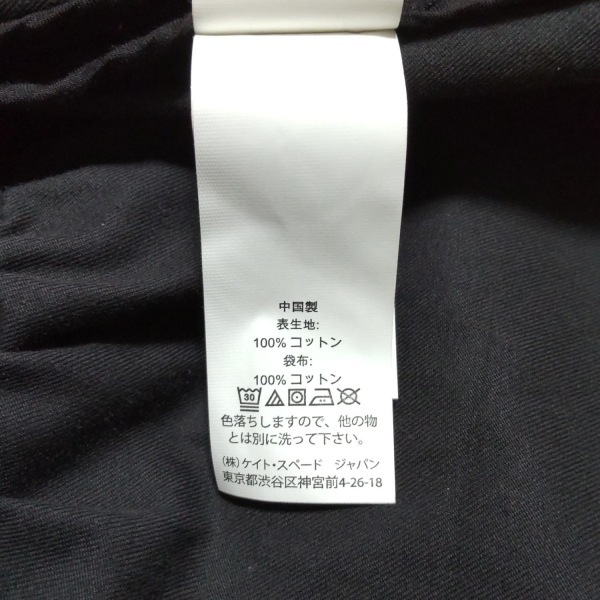 中国製
表生地:
100% コットン
袋布:
100% コットン
30
色落ちしますので、他の物
とは別に洗って下さい。
(株)ケイト・スペード ジャパン
東京都渋谷区神宮前4-26-18